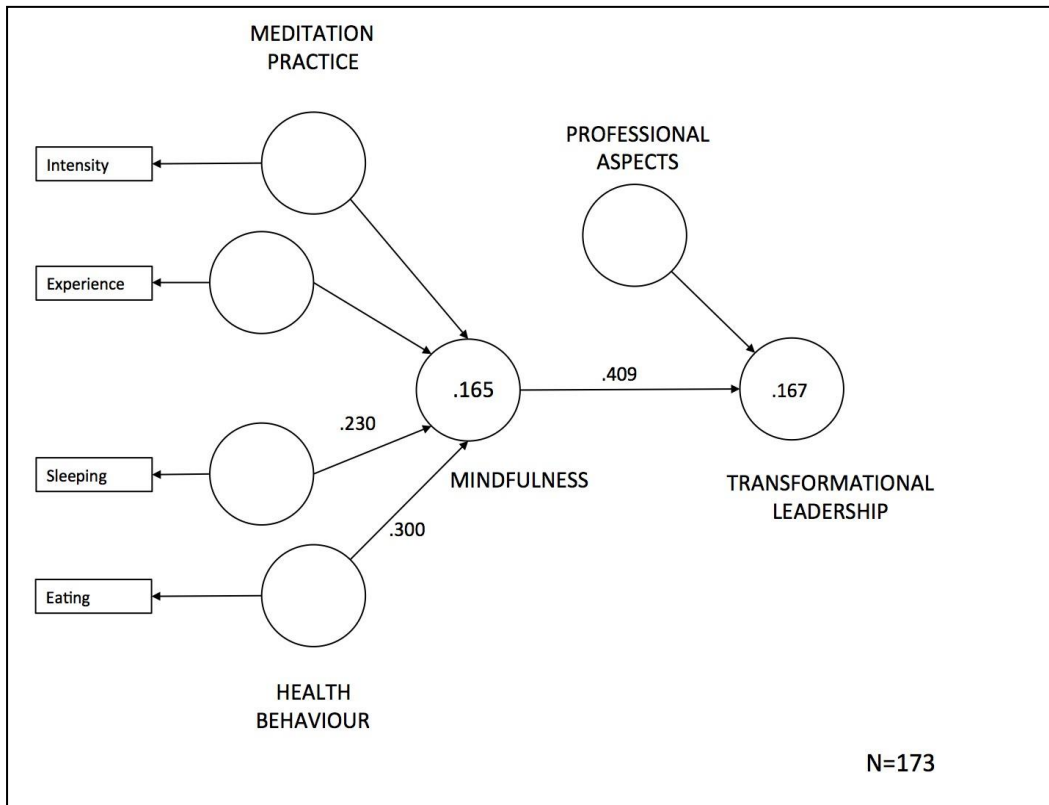 MEDITATION
PRACTICE
Intensity
PROFESSIONAL
ASPECTS
Experience
.165
.409
.167
.230
Sleeping
MINDFULNESS
TRANSFORMATIONAL
LEADERSHIP
.300
Eating
HEALTH
BEHAVIOUR
N=173